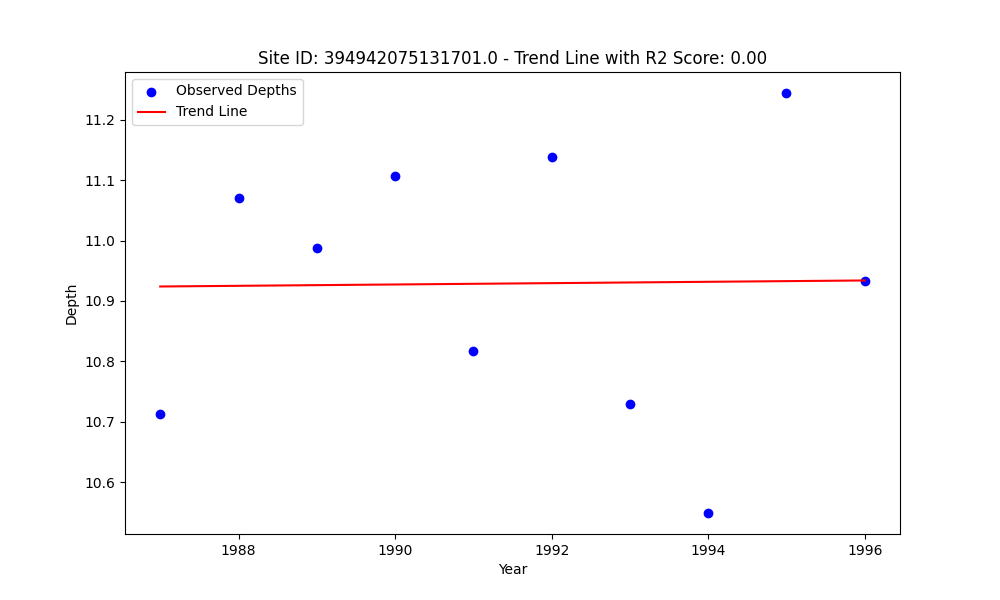 Site ID: 394942075131701.0 - Trend Line with R2 Score: 0.00
Observed Depths
Trend Line
11.2
11.1
11.0
10.9
10.8
10.7
10.6
Depth
1988 1990 1992 1994 1996
Year